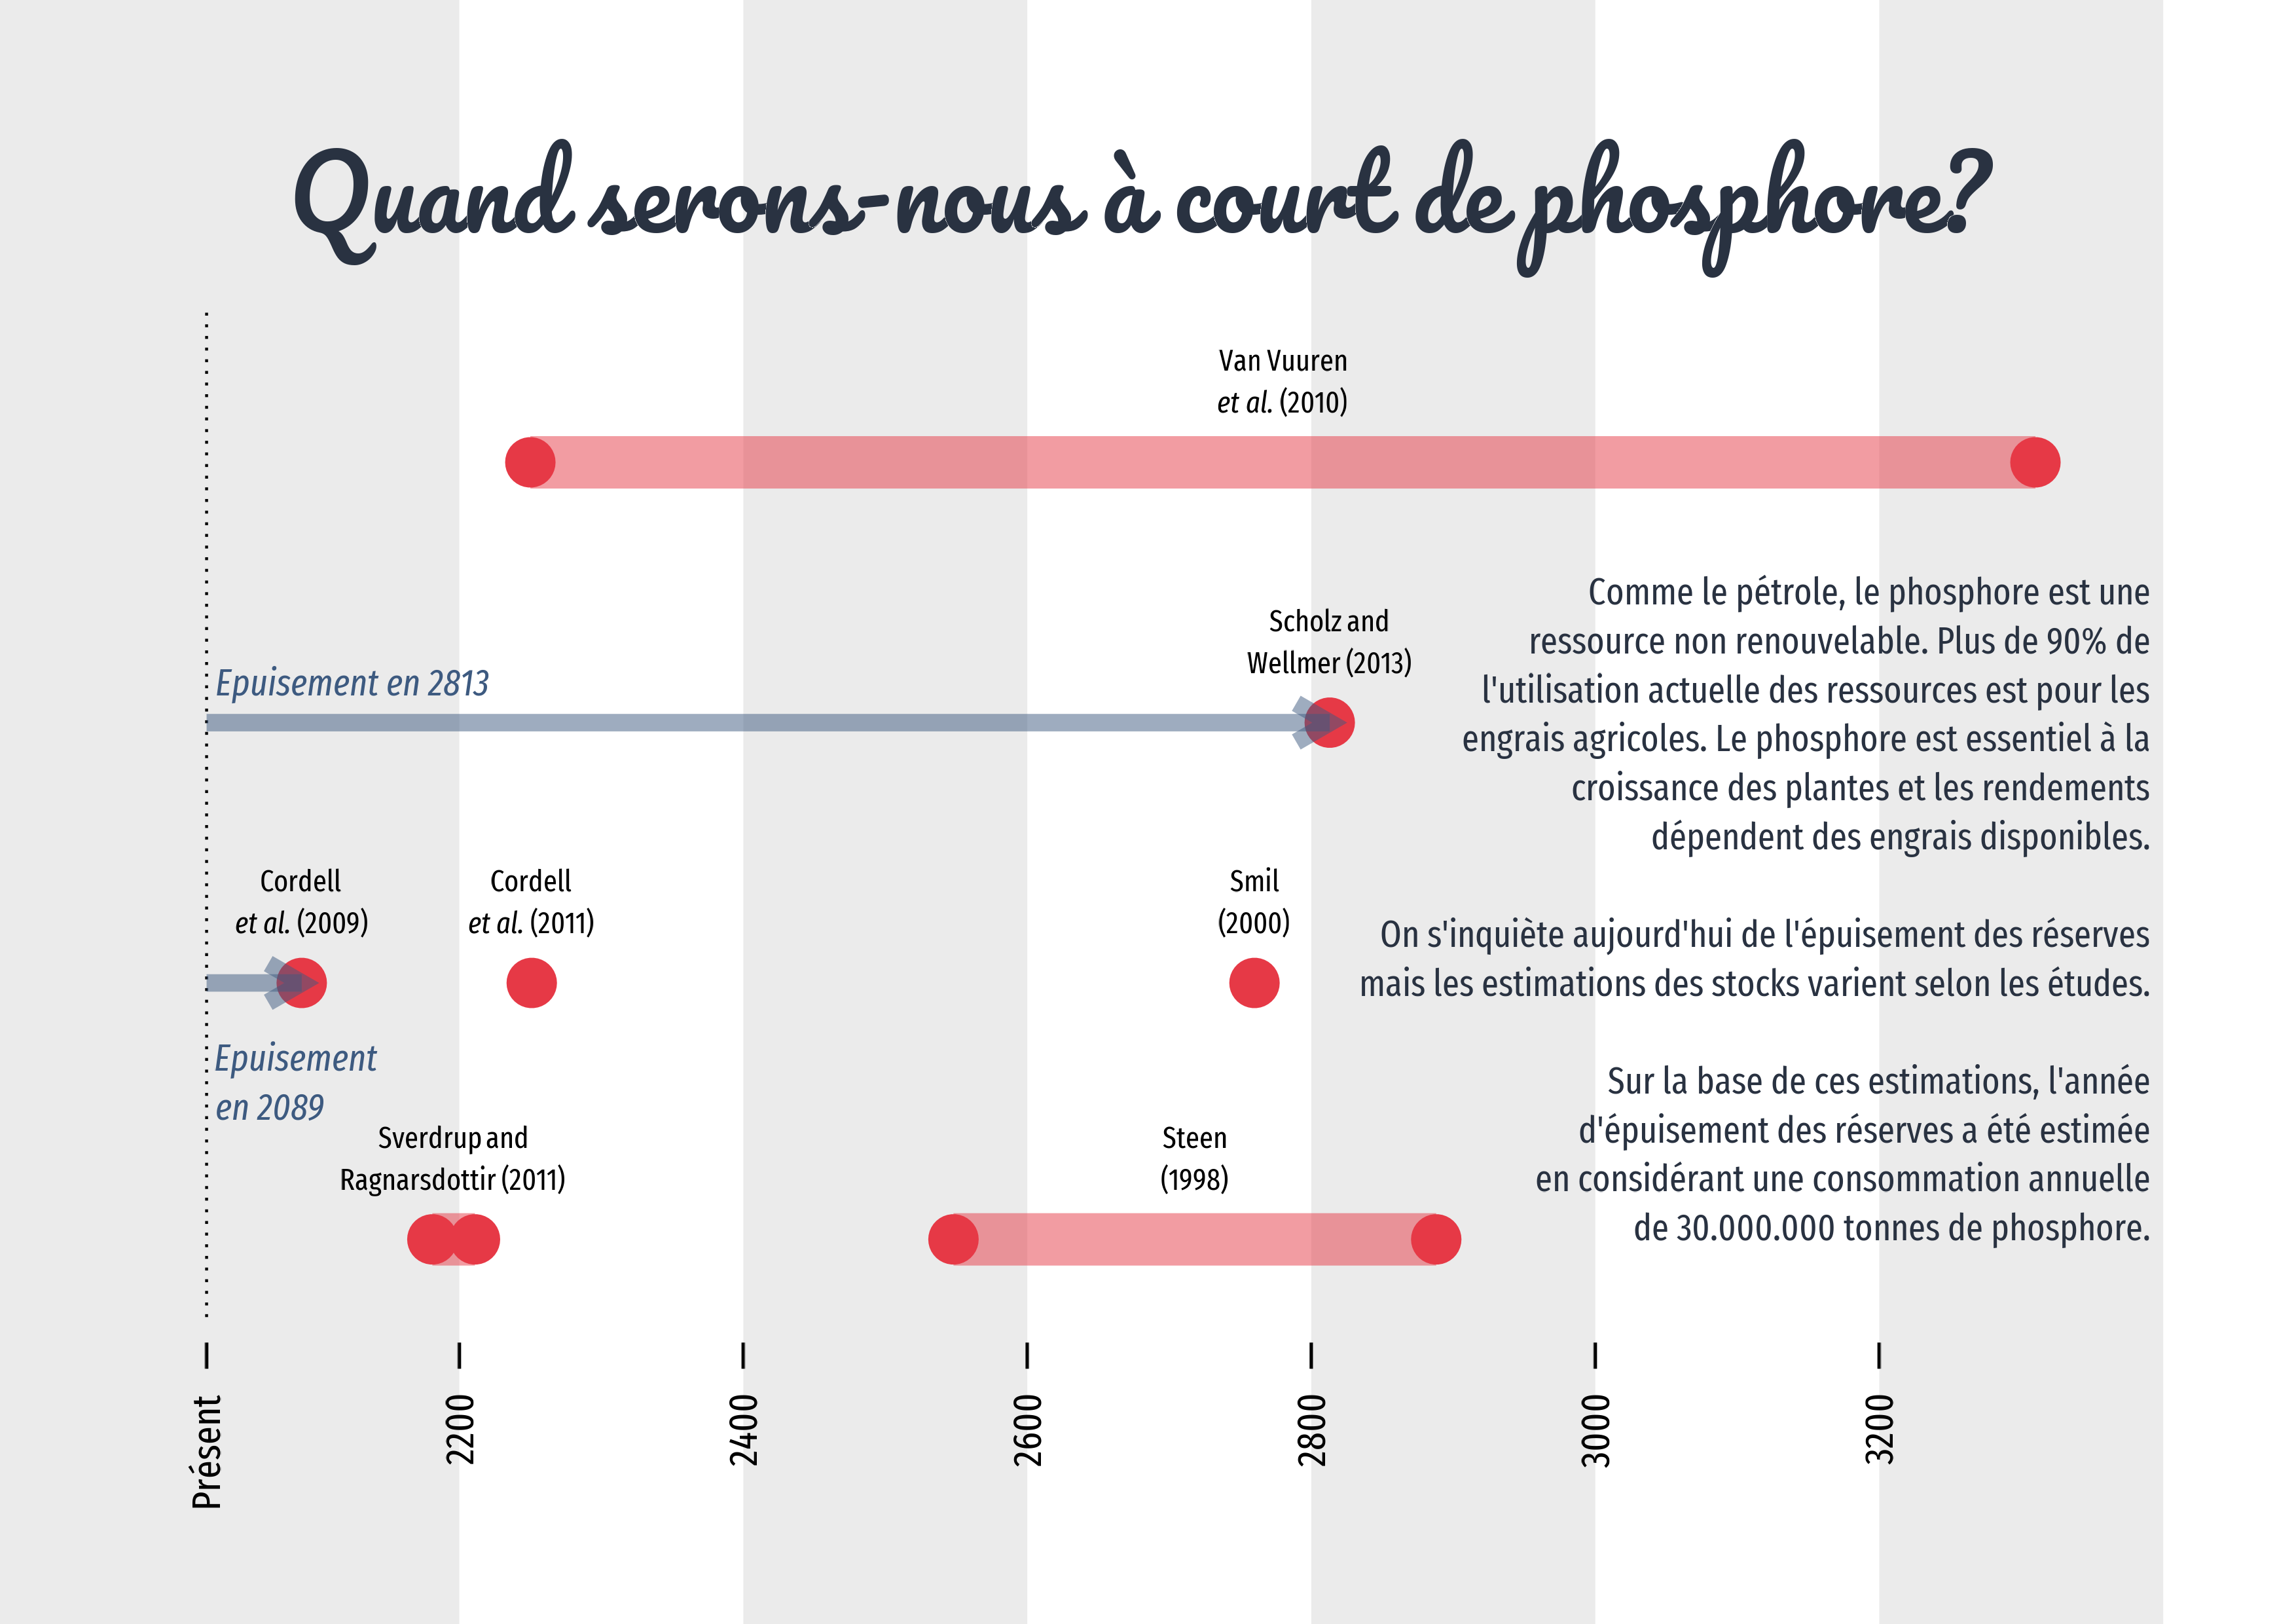 Quand serons-nous à court de phosphore?
Van Vuuren
et al. (2010)
Scholz and
Wellmer (2013)
Epuisement en 2813
Comme le pétrole, le phosphore est une
ressource non renouvelable. Plus de 90% de
l'utilisation actuelle des ressources est pour les
engrais agricoles. Le phosphore est essentiel à la
croissance des plantes et les rendements
dépendent des engrais disponibles.
Cordell
et al. (2009)
Cordell
et al. (2011)
Smil
(2000)
On s'inquiète aujourd'hui de l'épuisement des réserves
mais les estimations des stocks varient selon les études.
Epuisement
en 2089
Sverdrup and
Ragnarsdottir (2011)
Steen
(1998)
Sur la base de ces estimations, l'année
d'épuisement des réserves a été estimée
en considérant une consommation annuelle
de 30.000.000 tonnes de phosphore.
Présent
2200
2400
2600
2800
3000
3200